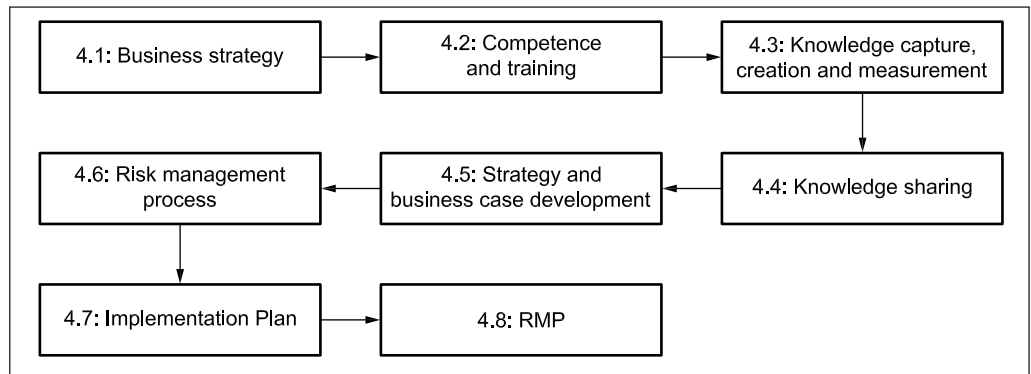 4.1: Business strategy
4.2: Competence
and training
4.3: Knowledge capture,
creation and measurement
4.4: Knowledge sharing
4.5: Strategy and
business case development
4.6: Risk management
process
4.7: Implementation Plan
4.8: RMP